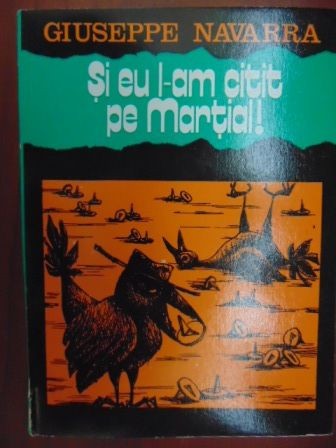 GIUSEPPE NAVARRA
Și eu l-am citit
pe Marțial!